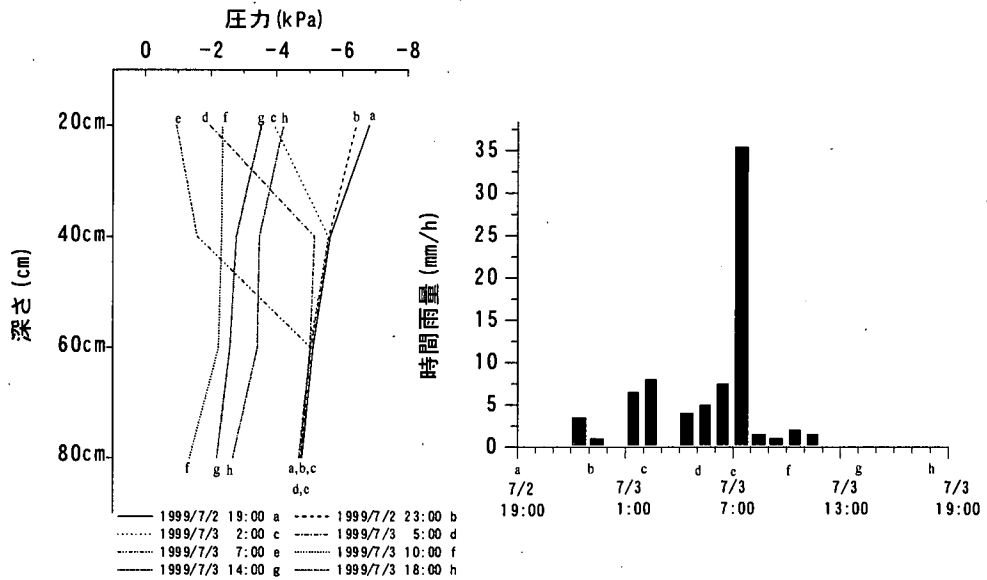 圧力(kPa)
0 -2 -4 -6 -8
深さ(cm)
20cm
40cm
60cm
80cm
e d f g c h b a
f g h a,b,c
d,e
1999/7/2 19:00 a
1999/7/2 23:00 b
1999/7/3 2:00 c
1999/7/3 5:00 d
1999/7/3 7:00 e
1999/7/3 10:00 f
1999/7/3 14:00 g
1999/7/3 18:00 h
時間雨量(mm/h)
35
30
25
20
15
10
5
0
a b c d e f g h
7/2 7/3 7/3 7/3 7/3
19:00 1:00 7:00 13:00 19:00